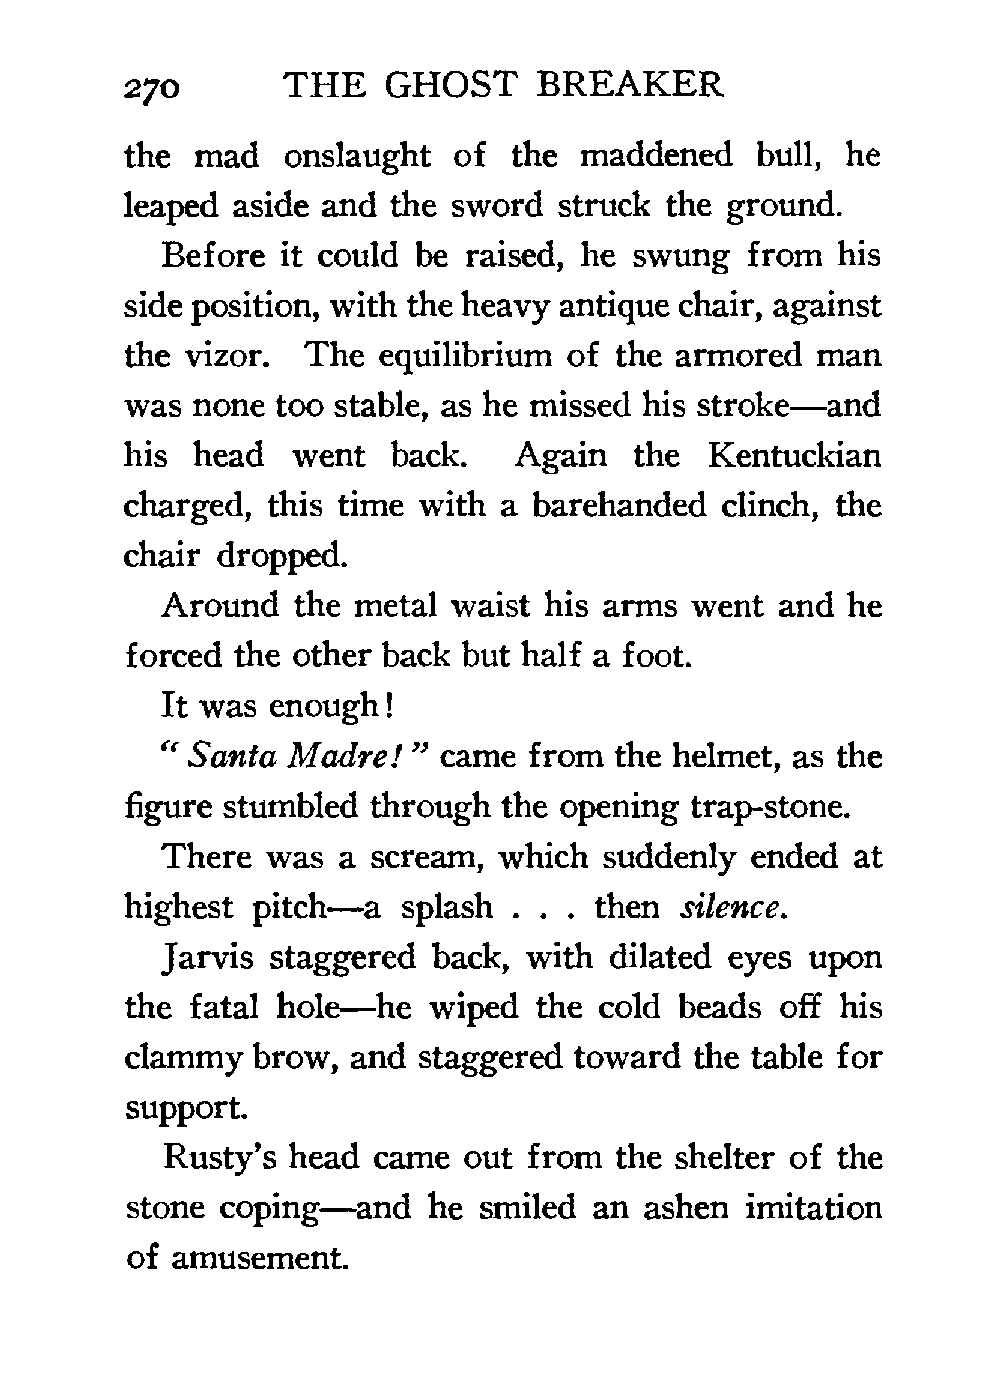 270 THE GHOST BREAKER
the mad onslaught of the maddened bull, he
leaped aside and the sword struck the ground.
Before it could be raised, he swung from his
side position, with the heavy antique chair, against
the vizor. The equilibrium of the armored man
was none too stable, as he missed his stroke—and
his head went back. Again the Kentuckian
charged, this time with a barehanded clinch, the
chair dropped.
Around the metal waist his arms went and he
forced the other back but half a foot.
It was enough!
“Santa Madre!” came from the helmet, as the
figure stumbled through the opening trap-stone.
There was a scream, which suddenly ended at
highest pitch—a splash . . . then silence.
Jarvis staggered back, with dilated eyes upon
the fatal hole—he wiped the cold beads off his
clammy brow, and staggered toward the table for
support.
Rusty’s head came out from the shelter of the
stone coping—and he smiled an ashen imitation
of amusement.